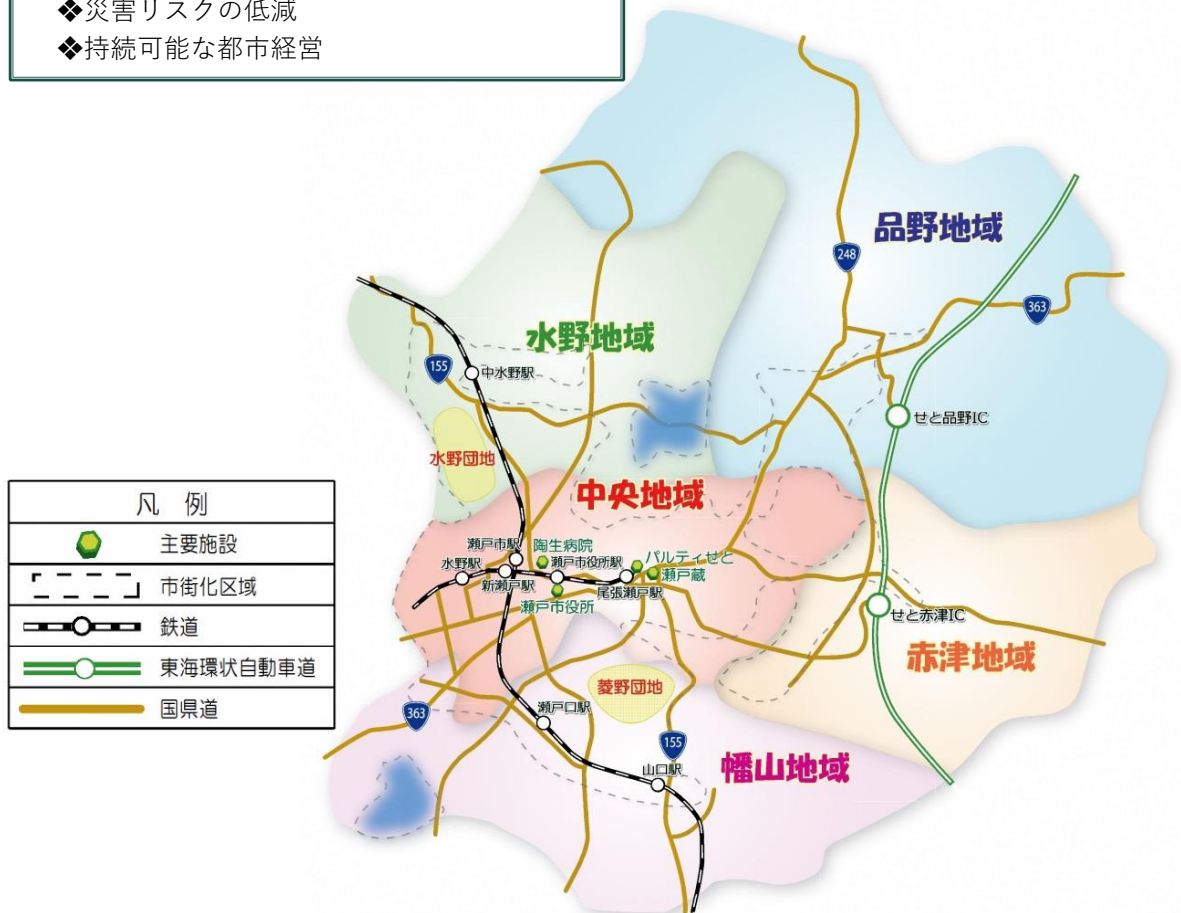 ❖災害リスクの低減
❖持続可能な都市経営
品野地域
248
363
水野地域
155
中水野駅
せと品野IC
水野団地
中央地域
瀬戸市駅
陶生病院
パルティせと
水野駅
瀬戸市役所駅
瀬戸蔵
新瀬戸駅
尾張瀬戸駅
瀬戸市役所
せと赤津IC
赤津地域
菱野団地
瀬戸口駅
363
155
山口駅
幡山地域
凡 例
主要施設
市街化区域
鉄道
東海環状自動車道
国県道